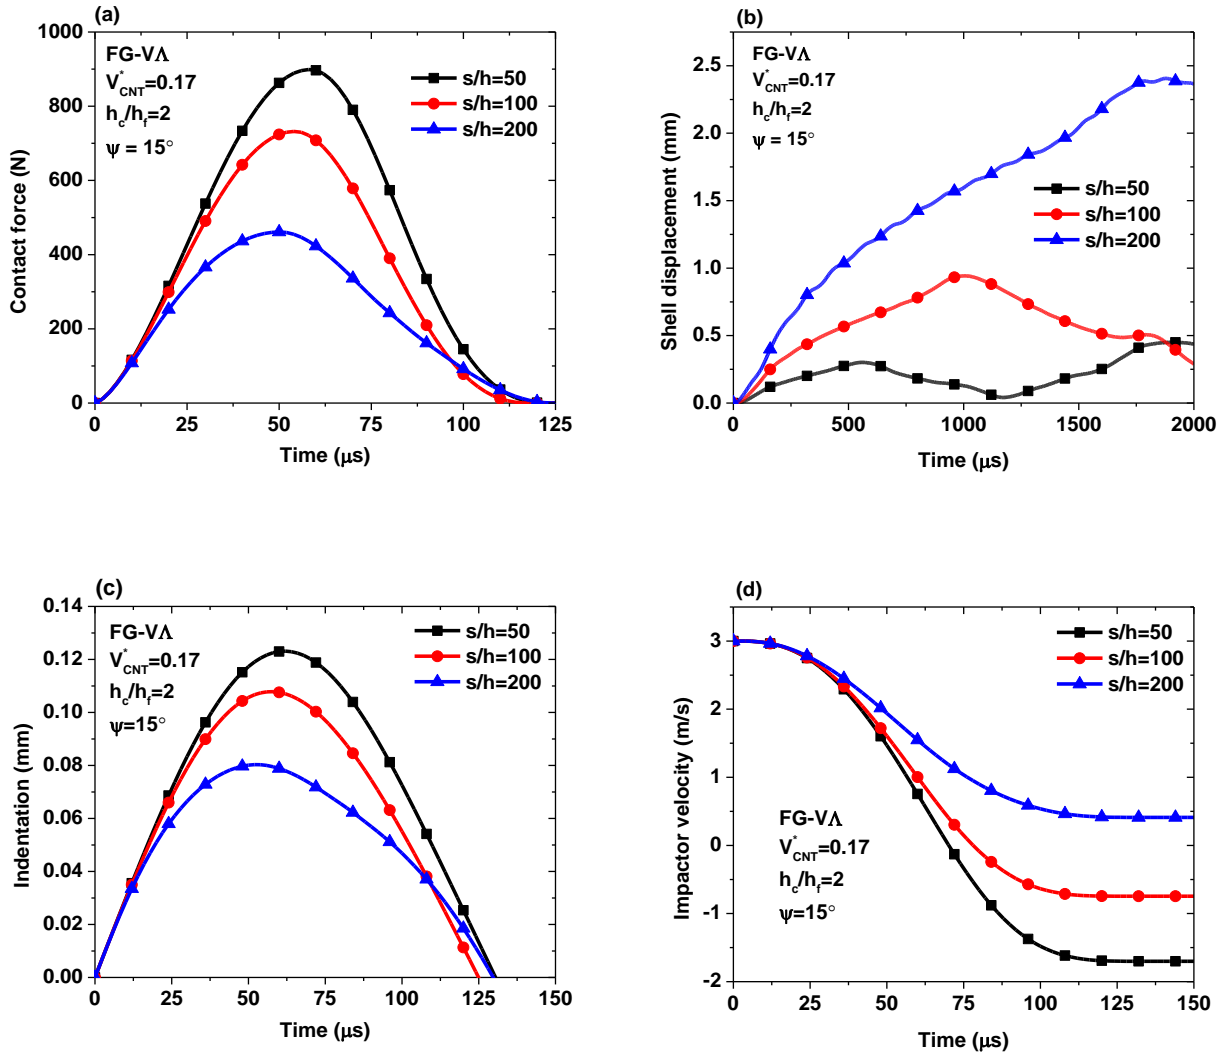 (a)
FG-VΛ
V*CNT=0.17
hc/hf=2
ψ = 15°
s/h=50
s/h=100
s/h=200
1000
800
600
400
200
0
Contact force (N)
0 25 50 75 100 125
Time (μs)
(b)
FG-VΛ
V*CNT=0.17
hc/hf=2
ψ = 15°
s/h=50
s/h=100
s/h=200
2.5
2.0
1.5
1.0
0.5
0.0
Shell displacement (mm)
0 500 1000 1500 2000
Time (μs)
(c)
FG-VΛ
V*CNT=0.17
hc/hf=2
ψ=15°
s/h=50
s/h=100
s/h=200
0.14
0.12
0.10
0.08
0.06
0.04
0.02
0.00
Indentation (mm)
0 25 50 75 100 125 150
Time (μs)
(d)
s/h=50
s/h=100
s/h=200
FG-VΛ
V*CNT=0.17
hc/hf=2
ψ=15°
3
2
1
0
-1
-2
Impactor velocity (m/s)
0 25 50 75 100 125 150
Time (μs)